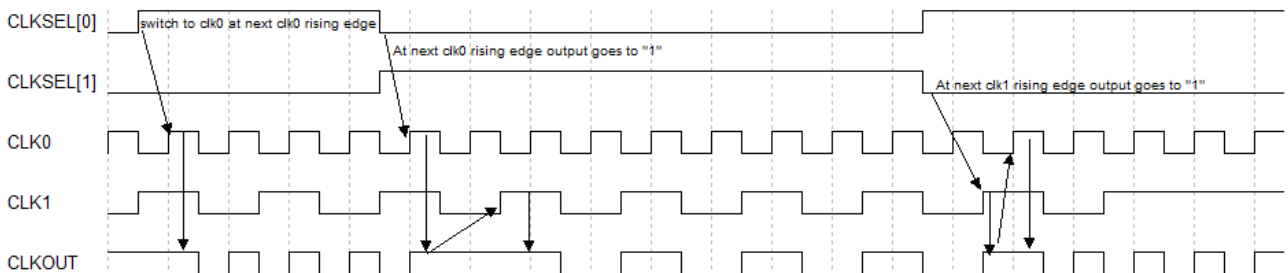 CLKSEL[0]
switch to clk0 at next clk0 rising edge
At next clk0 rising edge output goes to "1"
CLKSEL[1]
At next clk1 rising edge output goes to "1"
CLK0
CLK1
CLKOUT